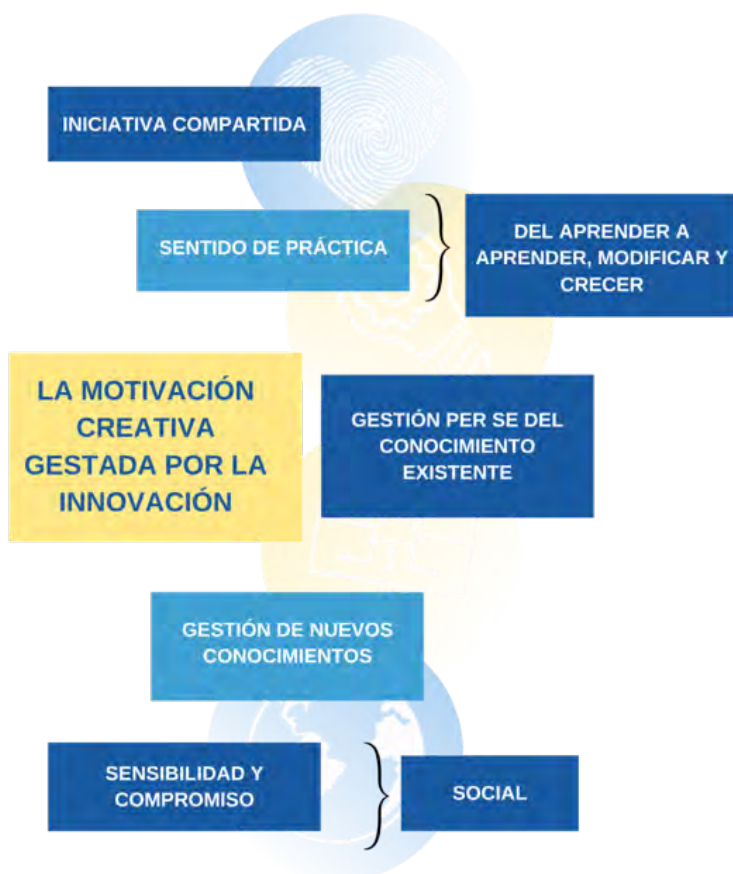 INICIATIVA COMPARTIDA
SENTIDO DE PRÁCTICA
DEL APRENDER A
APRENDER, MODIFICAR Y
CRECER
LA MOTIVACIÓN
CREATIVA
GESTADA POR LA
INNOVACIÓN
GESTIÓN PER SE DEL
CONOCIMIENTO
EXISTENTE
GESTIÓN DE NUEVOS
CONOCIMIENTOS
SENSIBILIDAD Y
COMPROMISO
SOCIAL